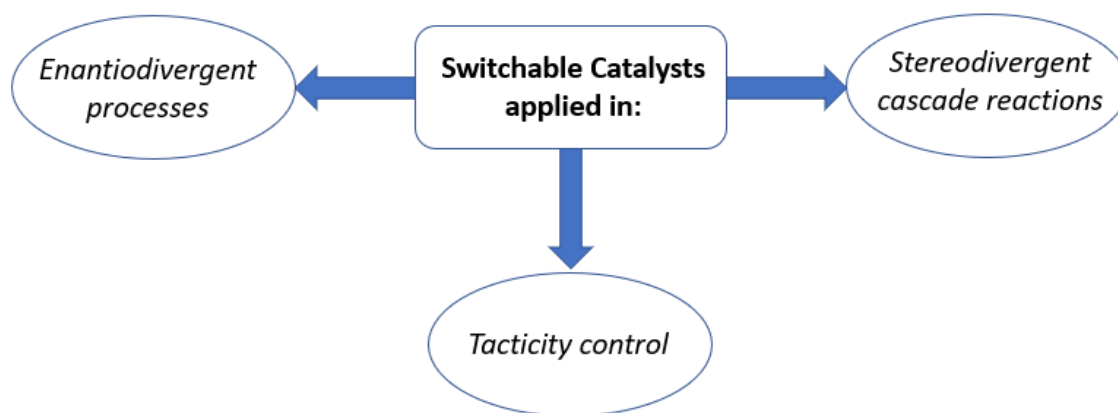 Enantiodivergent
processes
Switchable Catalysts
applied in:
Stereodivergent
cascade reactions
Tacticity control